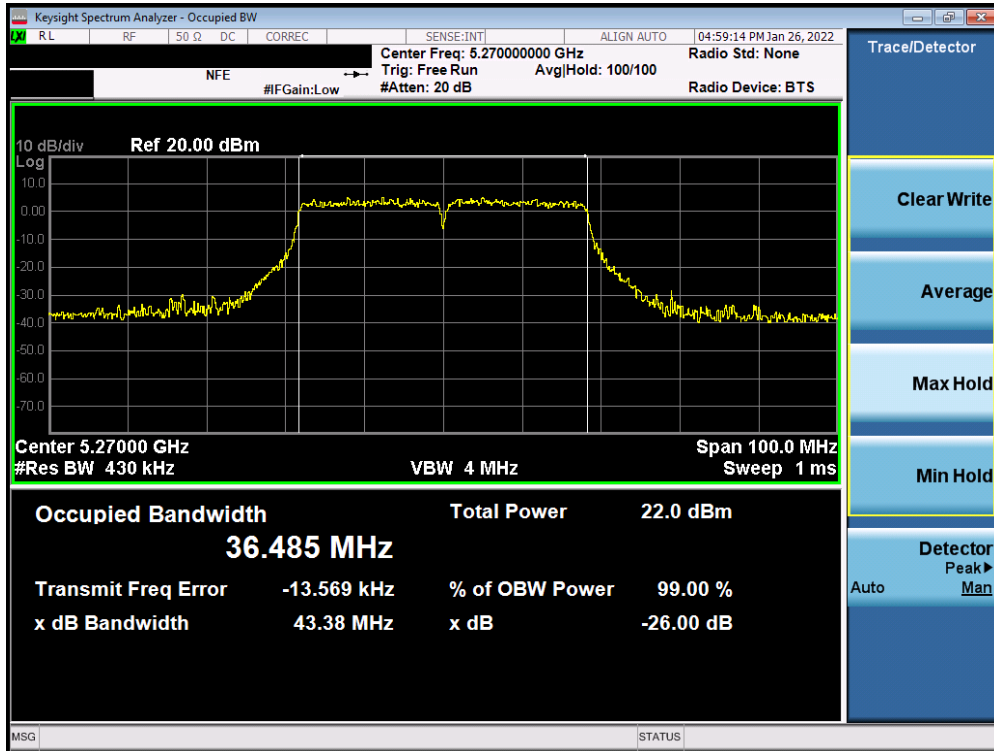 Keysight Spectrum Analyzer - Occupied BW
LXI RL RF 50 Ω DC CORREC SENSE:INT ALIGN AUTO 04:59:14 PM Jan 26, 2022
Center Freq: 5.270000000 GHz Radio Std: None
NFE Trig: Free Run Avg|Hold: 100/100
#IFGain:Low #Atten: 20 dB Radio Device: BTS
10 dB/div Ref 20.00 dBm
Log
10.0
0.00
-10.0
-20.0
-30.0
-40.0
-50.0
-60.0
-70.0
Center 5.27000 GHz Span 100.0 MHz
#Res BW 430 kHz VBW 4 MHz Sweep 1 ms
Occupied Bandwidth Total Power 22.0 dBm
36.485 MHz
Transmit Freq Error -13.569 kHz % of OBW Power 99.00 %
x dB Bandwidth 43.38 MHz x dB -26.00 dB
Trace/Detector
Clear Write
Average
Max Hold
Min Hold
Detector
Peak▶
Auto Man
MSG STATUS